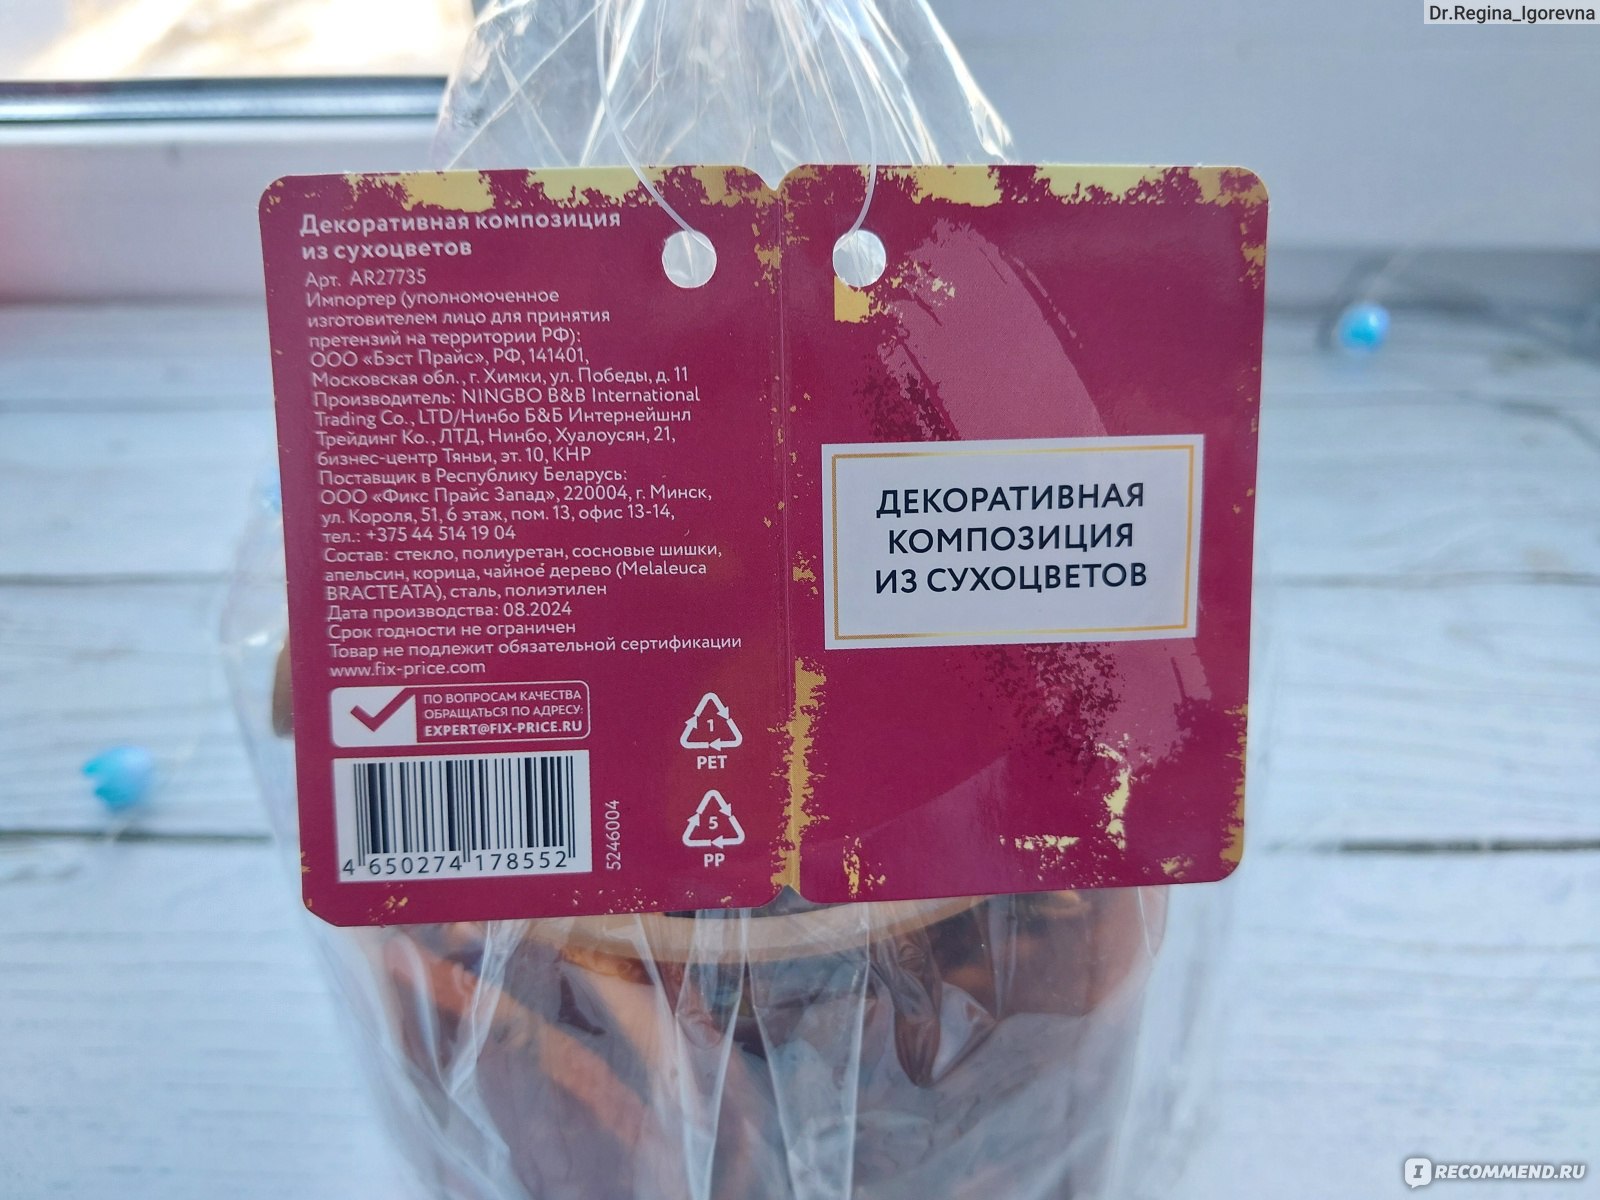 Dr.Regina_Igorevna
Декоративная композиция
из сухоцветов
Арт. AR27735
Импортер (уполномоченное
изготовителем лицо для принятия
претензий на территории РФ):
ООО «Бэст Прайс», РФ, 141401,
Московская обл., г. Химки, ул. Победы, д. 11
Производитель: NINGBO B&B International
Trading Co., LTD/Нинбо Б&Б Интернейшнл
Трейдинг Ко., ЛТД, Нинбо, Хуалоусян, 21,
бизнес-центр Тяньи, эт. 10, КНР
Поставщик в Республику Беларусь:
ООО «Фикс Прайс Запад», 220004, г. Минск,
ул. Короля, 51, 6 этаж, пом. 13, офис 13-14,
тел.: +375 44 514 19 04
Состав: стекло, полиуретан, сосновые шишки,
апельсин, корица, чайное дерево (Melaleuca
BRACTEATA), сталь, полиэтилен
Дата производства: 08.2024
Срок годности не ограничен
Товар не подлежит обязательной сертификации
www.fix-price.com
ПО ВОПРОСАМ КАЧЕСТВА
ОБРАЩАТЬСЯ ПО АДРЕСУ:
EXPERT@FIX-PRICE.RU
4 650274 178552
5246004
1
PET
5
PP
ДЕКОРАТИВНАЯ
КОМПОЗИЦИЯ
ИЗ СУХОЦВЕТОВ
IRECOMMEND.RU